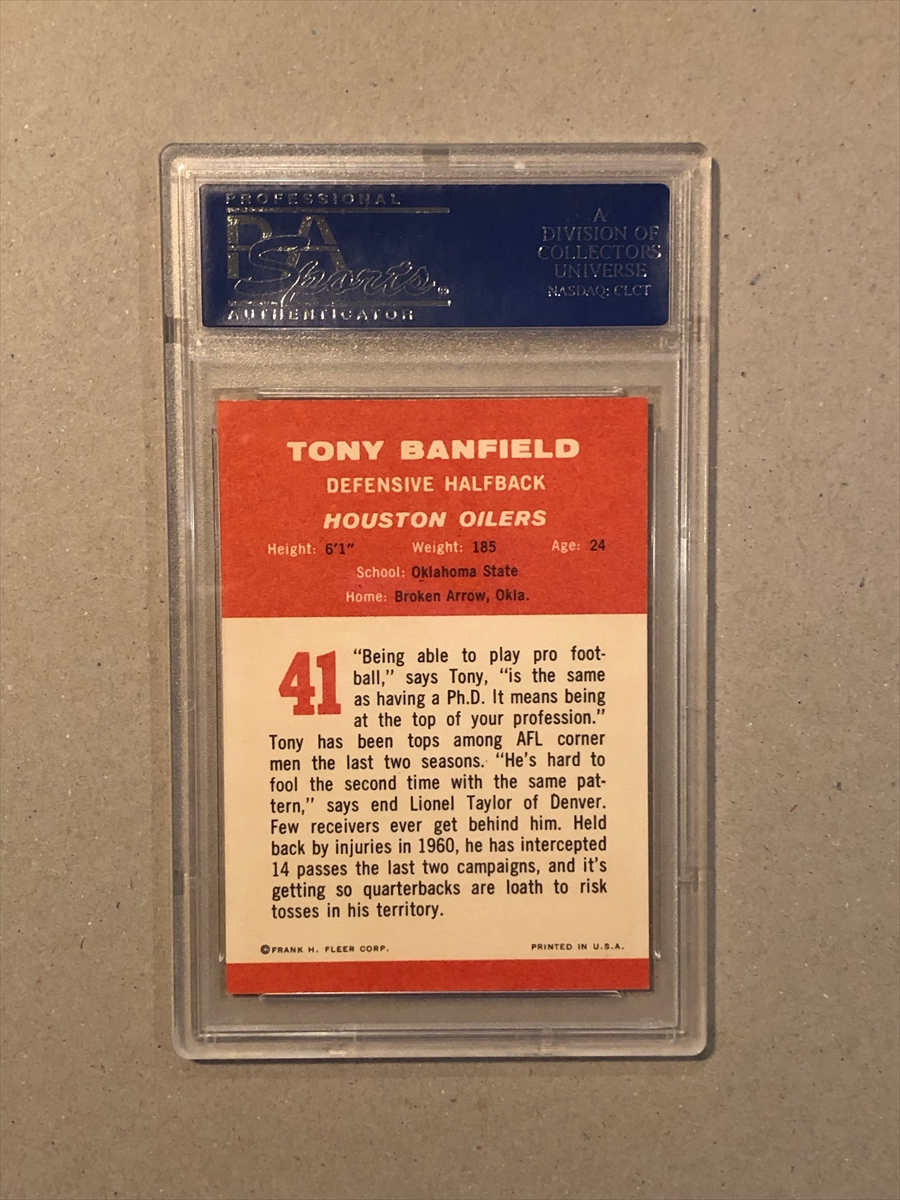 PROFESSIONAL
PSA
Sports
AUTHENTICATOR
A
DIVISION OF
COLLECTORS
UNIVERSE
NASDAQ: CLCT
TONY BANFIELD
DEFENSIVE HALFBACK
HOUSTON OILERS
Height: 6'1" Weight: 185 Age: 24
School: Oklahoma State
Home: Broken Arrow, Okla.
41
"Being able to play pro foot-
ball," says Tony, "is the same
as having a Ph.D. It means being
at the top of your profession."
Tony has been tops among AFL corner
men the last two seasons. "He's hard to
fool the second time with the same pat-
tern," says end Lionel Taylor of Denver.
Few receivers ever get behind him. Held
back by injuries in 1960, he has intercepted
14 passes the last two campaigns, and it's
getting so quarterbacks are loath to risk
tosses in his territory.
©FRANK H. FLEER CORP. PRINTED IN U.S.A.